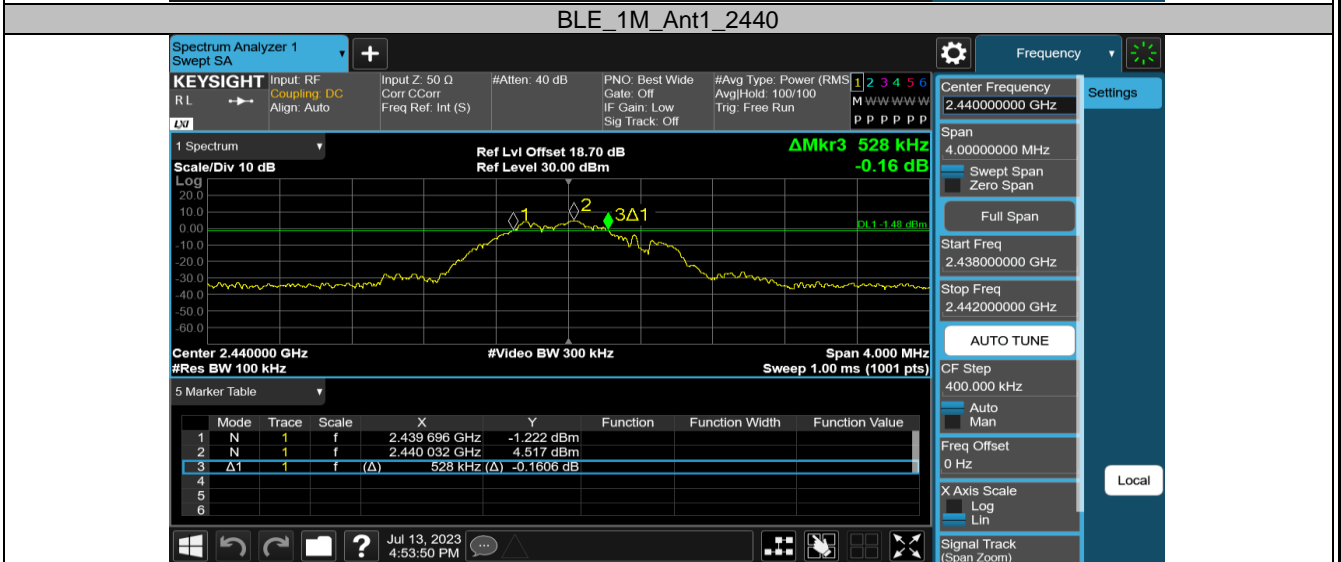 BLE_1M_Ant1_2440
Spectrum Analyzer 1
Swept SA
+
Frequency
KEYSIGHT
RL
LXI
Input: RF
Coupling: DC
Align: Auto
Input Z: 50 Ω
Corr CCorr
Freq Ref: Int (S)
#Atten: 40 dB
PNO: Best Wide
Gate: Off
IF Gain: Low
Sig Track: Off
#Avg Type: Power (RMS
Avg|Hold: 100/100
Trig: Free Run
1 2 3 4 5 6
M W W W W W
P P P P P P
1 Spectrum
Scale/Div 10 dB
Ref Lvl Offset 18.70 dB
Ref Level 30.00 dBm
ΔMkr3 528 kHz
-0.16 dB
Log
20.0
10.0
0.00
-10.0
-20.0
-30.0
-40.0
-50.0
-60.0
1
2
3Δ1
DL1 -1.48 dBm
Center 2.440000 GHz
#Video BW 300 kHz
Span 4.000 MHz
#Res BW 100 kHz
Sweep 1.00 ms (1001 pts)
5 Marker Table
Mode Trace Scale X Y Function Function Width Function Value
1 N 1 f 2.439 696 GHz -1.222 dBm
2 N 1 f 2.440 032 GHz 4.517 dBm
3 Δ1 1 f (Δ) 528 kHz (Δ) -0.1606 dB
4
5
6
?
Jul 13, 2023
4:53:50 PM
Center Frequency
2.440000000 GHz
Settings
Span
4.00000000 MHz
Swept Span
Zero Span
Full Span
Start Freq
2.438000000 GHz
Stop Freq
2.442000000 GHz
AUTO TUNE
CF Step
400.000 kHz
Auto
Man
Freq Offset
0 Hz
X Axis Scale
Log
Lin
Local
Signal Track
(Span Zoom)